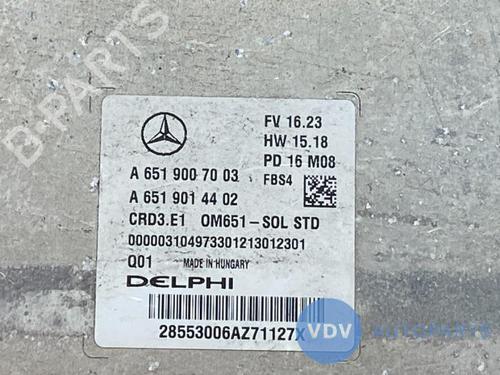 B-PARTS
FV 16.23
HW 15.18
PD 16 M08
FBS4
A 651 900 70 03
A 651 901 44 02
CRD3.E1 OM651-SOL STD
000003104973301213012301
Q01 MADE IN HUNGARY
DELPHI
28553006AZ71127X
VDV AUTOPARTS